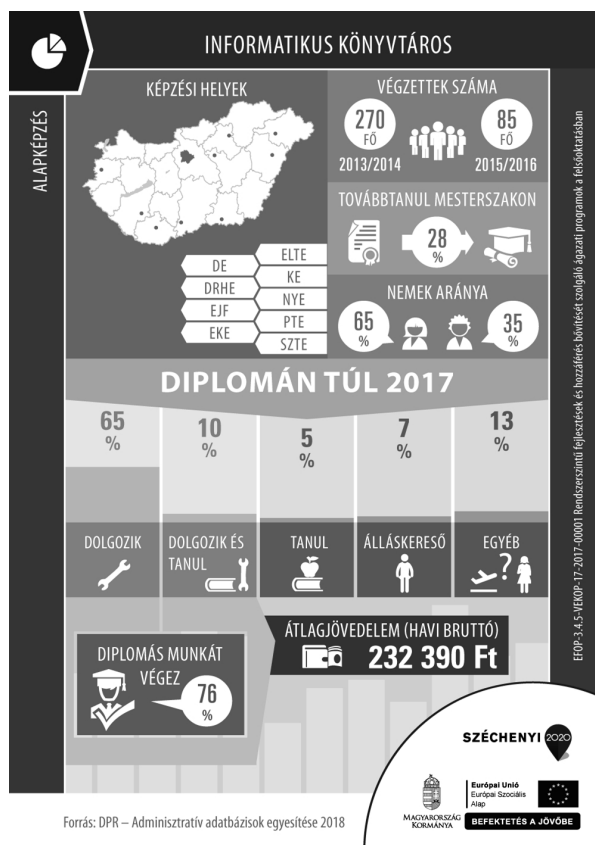 INFORMATIKUS KÖNYVTÁROS
ALAPKÉPZÉS
KÉPZÉSI HELYEK
DE
DRHE
EJF
EKE
ELTE
KE
NYE
PTE
SZTE
VÉGZETTEK SZÁMA
270
FŐ
2013/2014
85
FŐ
2015/2016
TOVÁBBTANUL MESTERSZAKON
28
%
NEMEK ARÁNYA
65
%
35
%
DIPLOMÁN TÚL 2017
65
%
10
%
5
%
7
%
13
%
DOLGOZIK
DOLGOZIK ÉS
TANUL
TANUL
ÁLLÁSKERESŐ
EGYÉB
?
DIPLOMÁS MUNKÁT
VÉGEZ
76
%
ÁTLAGJÖVEDELEM (HAVI BRUTTÓ)
232 390 Ft
EFOP-3.4.5-VEKOP-17-2017-00001 Rendszerszintű fejlesztések és hozzáférés bővítését szolgáló ágazati programok a felsőoktatásban
SZÉCHENYI 2020
MAGYARORSZÁG
KORMÁNYA
Európai Unió
Európai Szociális
Alap
BEFEKTETÉS A JÖVŐBE
Forrás: DPR – Adminisztratív adatbázisok egyesítése 2018